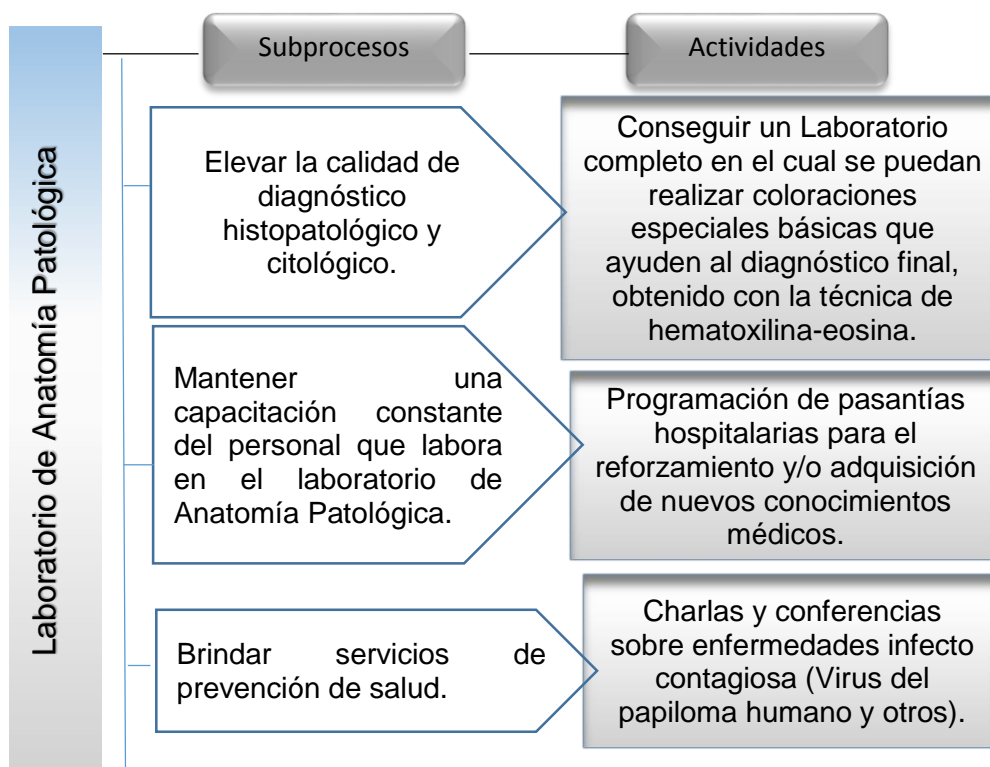 Laboratorio de Anatomía Patológica
Subprocesos
Actividades
Elevar la calidad de
diagnóstico
histopatológico y
citológico.
Conseguir un Laboratorio
completo en el cual se puedan
realizar coloraciones
especiales básicas que
ayuden al diagnóstico final,
obtenido con la técnica de
hematoxilina-eosina.
Mantener una
capacitación constante
del personal que labora
en el laboratorio de
Anatomía Patológica.
Programación de pasantías
hospitalarias para el
reforzamiento y/o adquisición
de nuevos conocimientos
médicos.
Brindar servicios de
prevención de salud.
Charlas y conferencias
sobre enfermedades infecto
contagiosa (Virus del
papiloma humano y otros).